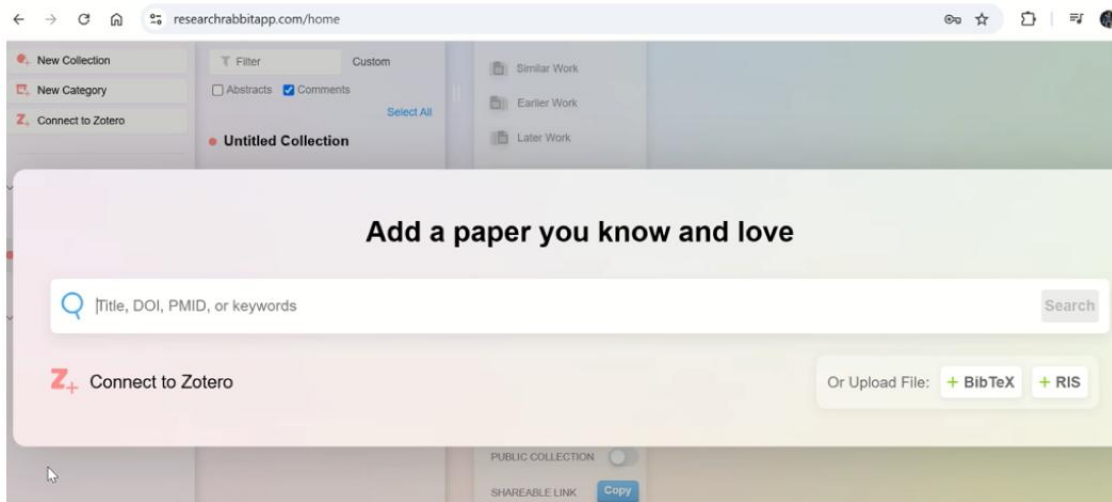 researchrabbitapp.com/home
New Collection
New Category
Connect to Zotero
Filter
Custom
Abstracts
Comments
Select All
Untitled Collection
Similar Work
Earlier Work
Later Work
Add a paper you know and love
Title, DOI, PMID, or keywords
Search
Z+ Connect to Zotero
Or Upload File:
+ BibTeX
+ RIS
PUBLIC COLLECTION
SHAREABLE LINK
Copy